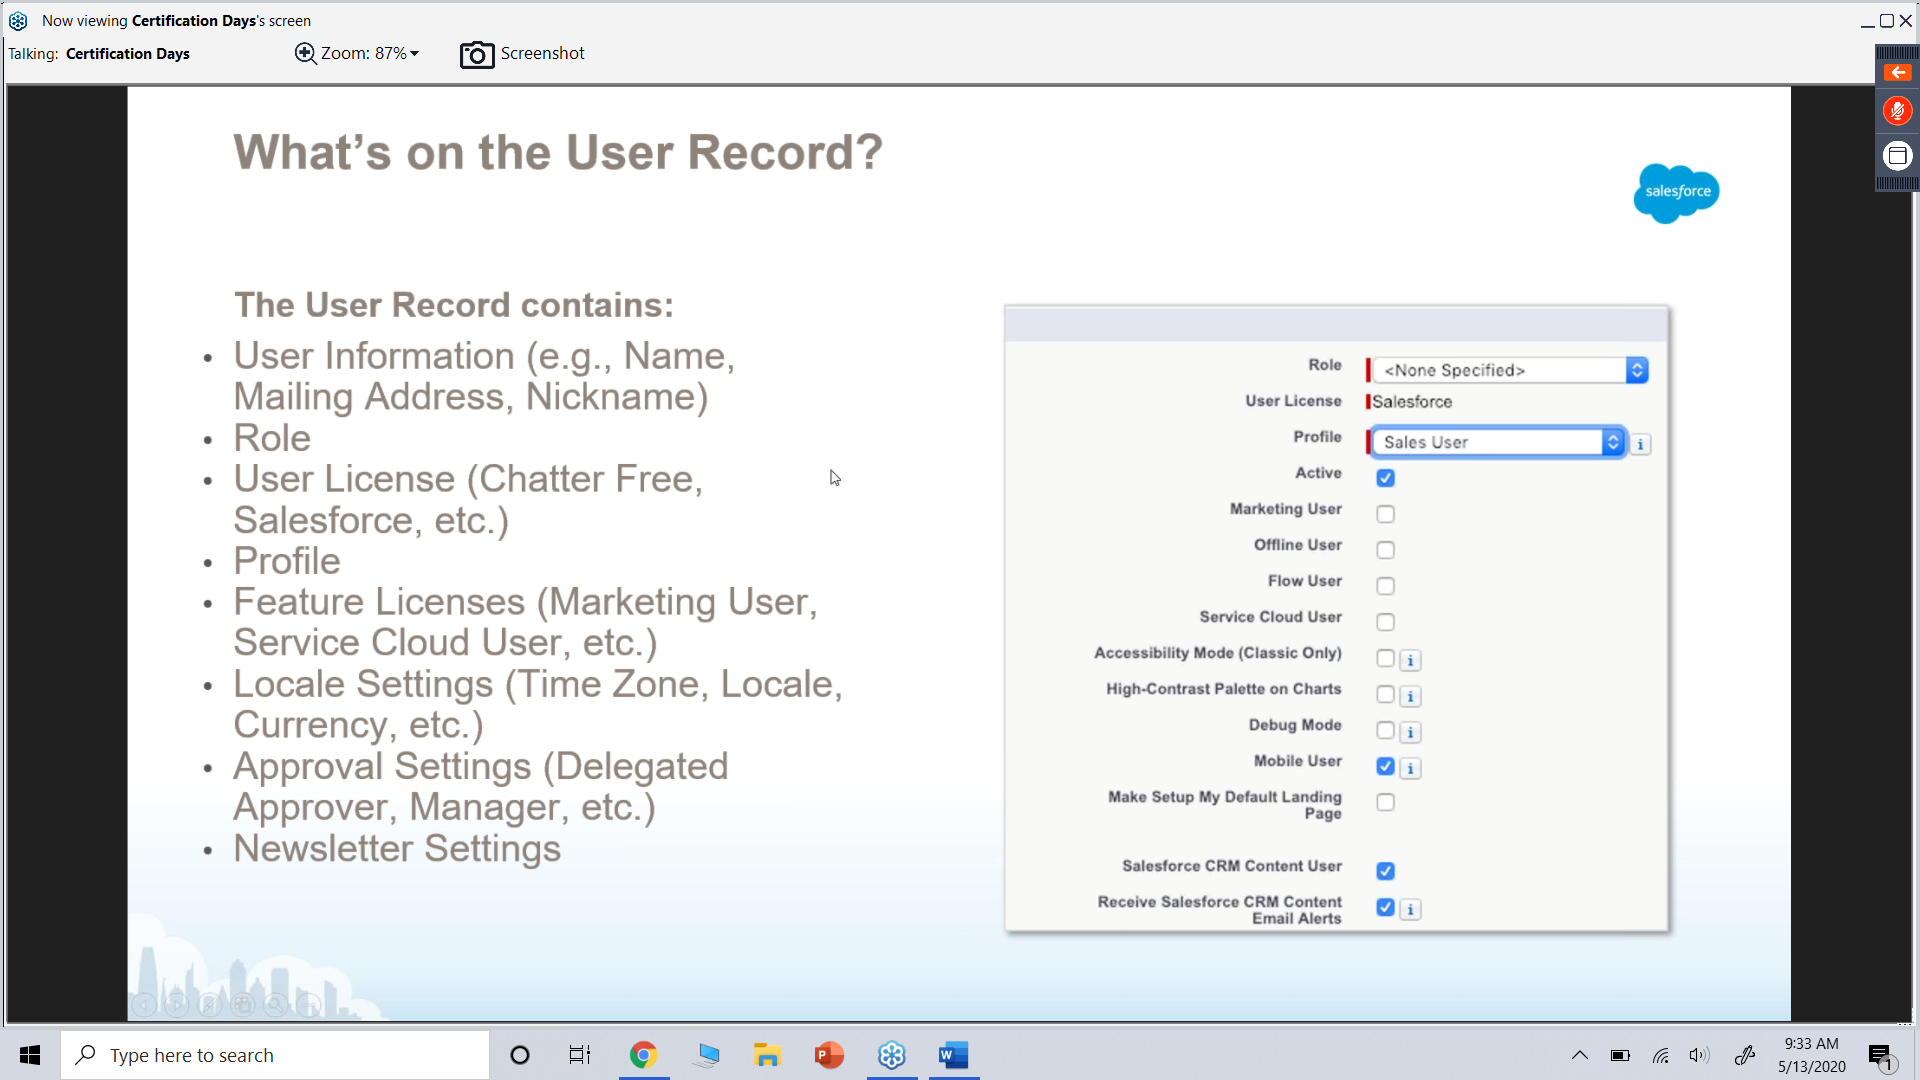 Now viewing Certification Days's screen
Talking: Certification Days
Zoom: 87%
Screenshot
What's on the User Record?
salesforce
The User Record contains:
• User Information (e.g., Name,
Mailing Address, Nickname)
• Role
• User License (Chatter Free,
Salesforce, etc.)
• Profile
• Feature Licenses (Marketing User,
Service Cloud User, etc.)
• Locale Settings (Time Zone, Locale,
Currency, etc.)
• Approval Settings (Delegated
Approver, Manager, etc.)
• Newsletter Settings
Role <None Specified>
User License Salesforce
Profile Sales User i
Active
Marketing User
Offline User
Flow User
Service Cloud User
Accessibility Mode (Classic Only) i
High-Contrast Palette on Charts i
Debug Mode i
Mobile User i
Make Setup My Default Landing
Page
Salesforce CRM Content User
Receive Salesforce CRM Content i
Email Alerts
Type here to search
P
W
9:33 AM
5/13/2020
1